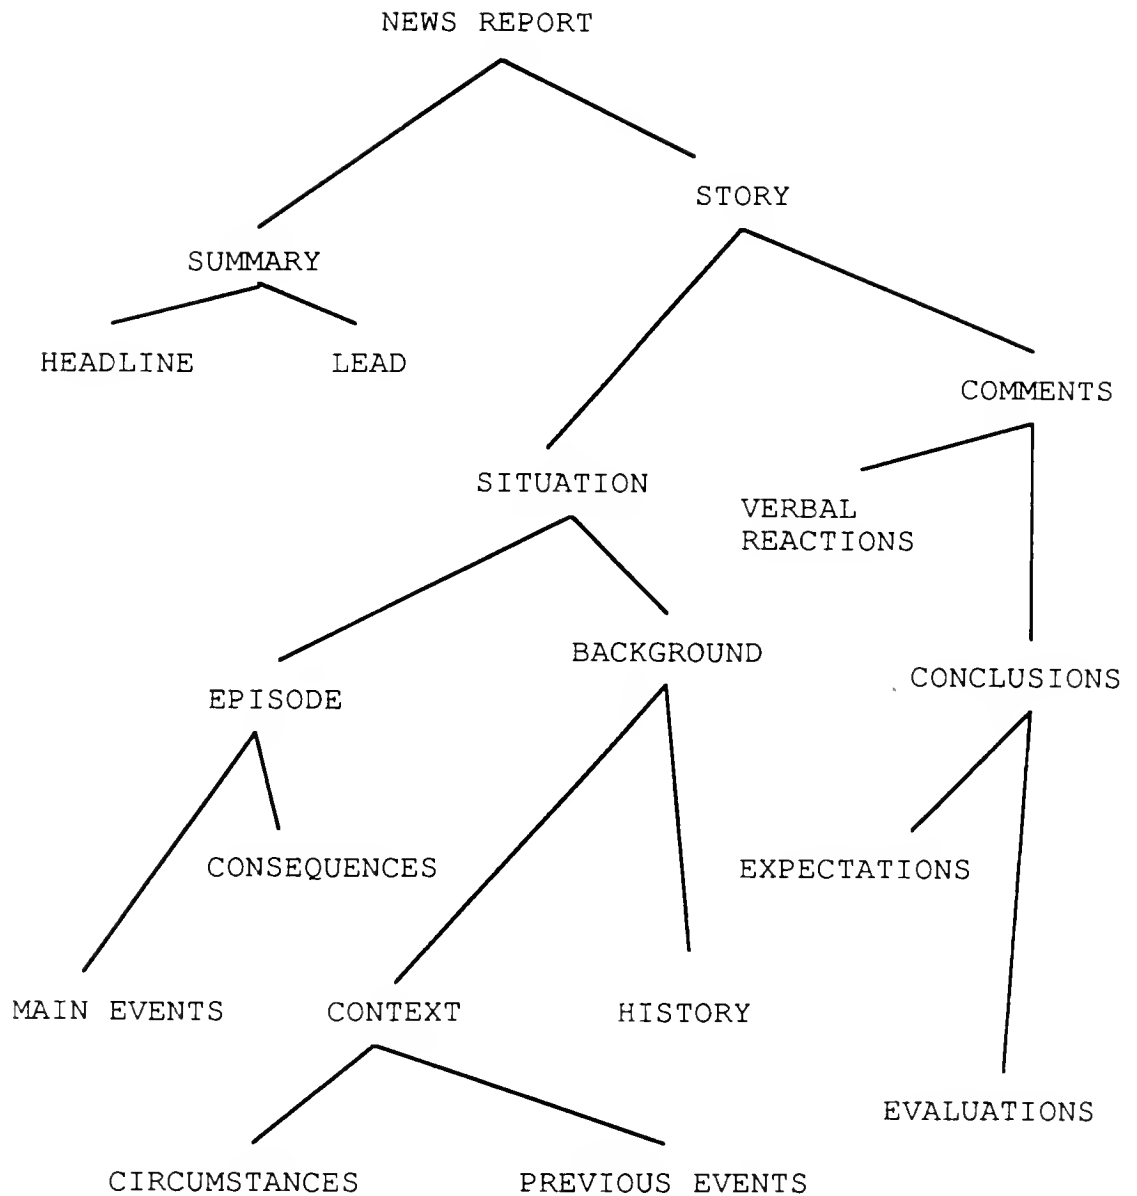 NEWS REPORT
STORY
SUMMARY
HEADLINE LEAD
COMMENTS
SITUATION
VERBAL
REACTIONS
BACKGROUND
CONCLUSIONS
EPISODE
CONSEQUENCES
EXPECTATIONS
MAIN EVENTS CONTEXT HISTORY
EVALUATIONS
CIRCUMSTANCES PREVIOUS EVENTS